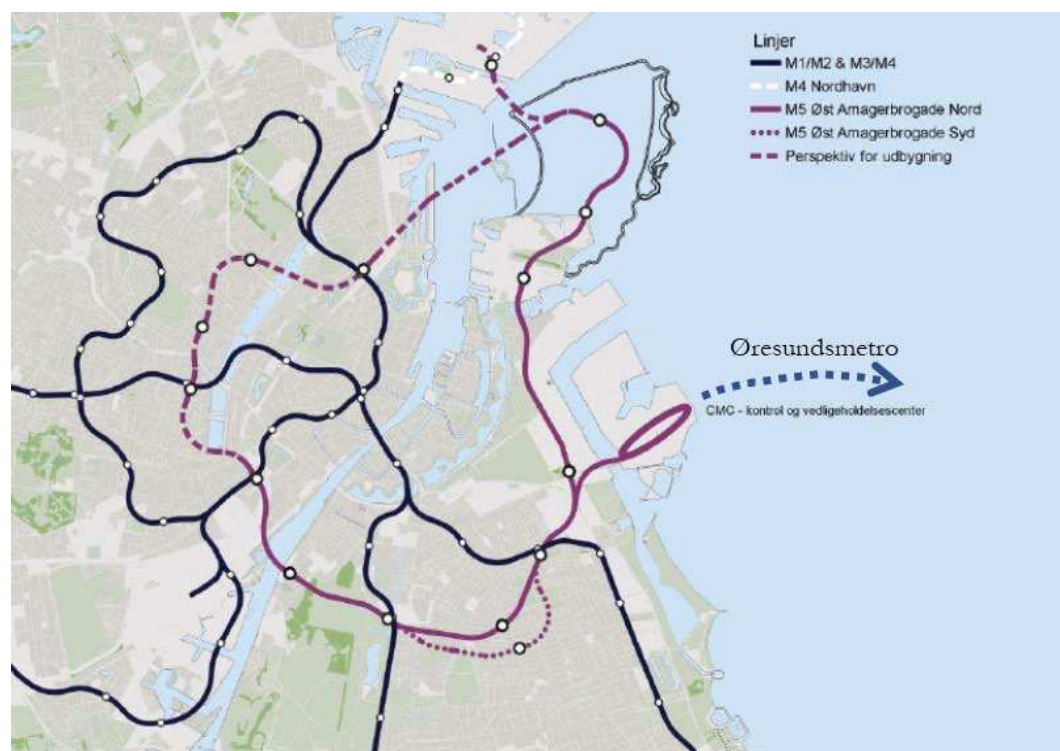 Linjer
M1/M2 & M3/M4
M4 Nordhavn
M5 Øst Amagerbrogade Nord
M5 Øst Amagerbrogade Syd
Perspektiv for udbygning
Øresundsmetro
CMC - kontrol og vedligeholdelsescenter